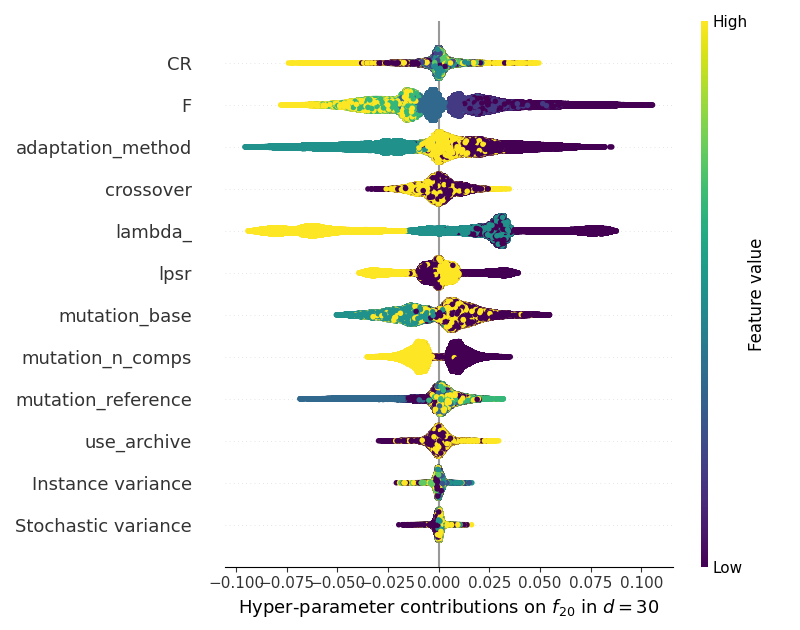 High
CR
F
adaptation_method
crossover
lambda_
lpsr
mutation_base
mutation_n_comps
mutation_reference
use_archive
Instance variance
Stochastic variance
Feature value
Low
−0.100 −0.075 −0.050 −0.025 0.000 0.025 0.050 0.075 0.100
Hyper-parameter contributions on $f_{20}$ in $d = 30$